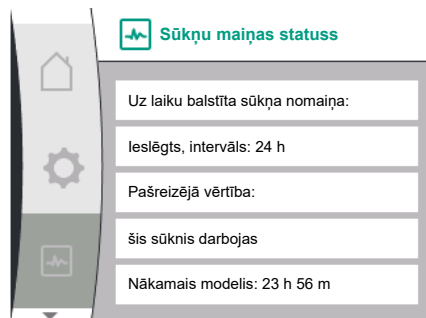 Sūkņu maiņas statuss
Uz laiku balstīta sūkņa nomaiņa:
Ieslēgts, intervāls: 24 h
Pašreizējā vērtība:
šis sūknis darbojas
Nākamais modelis: 23 h 56 m